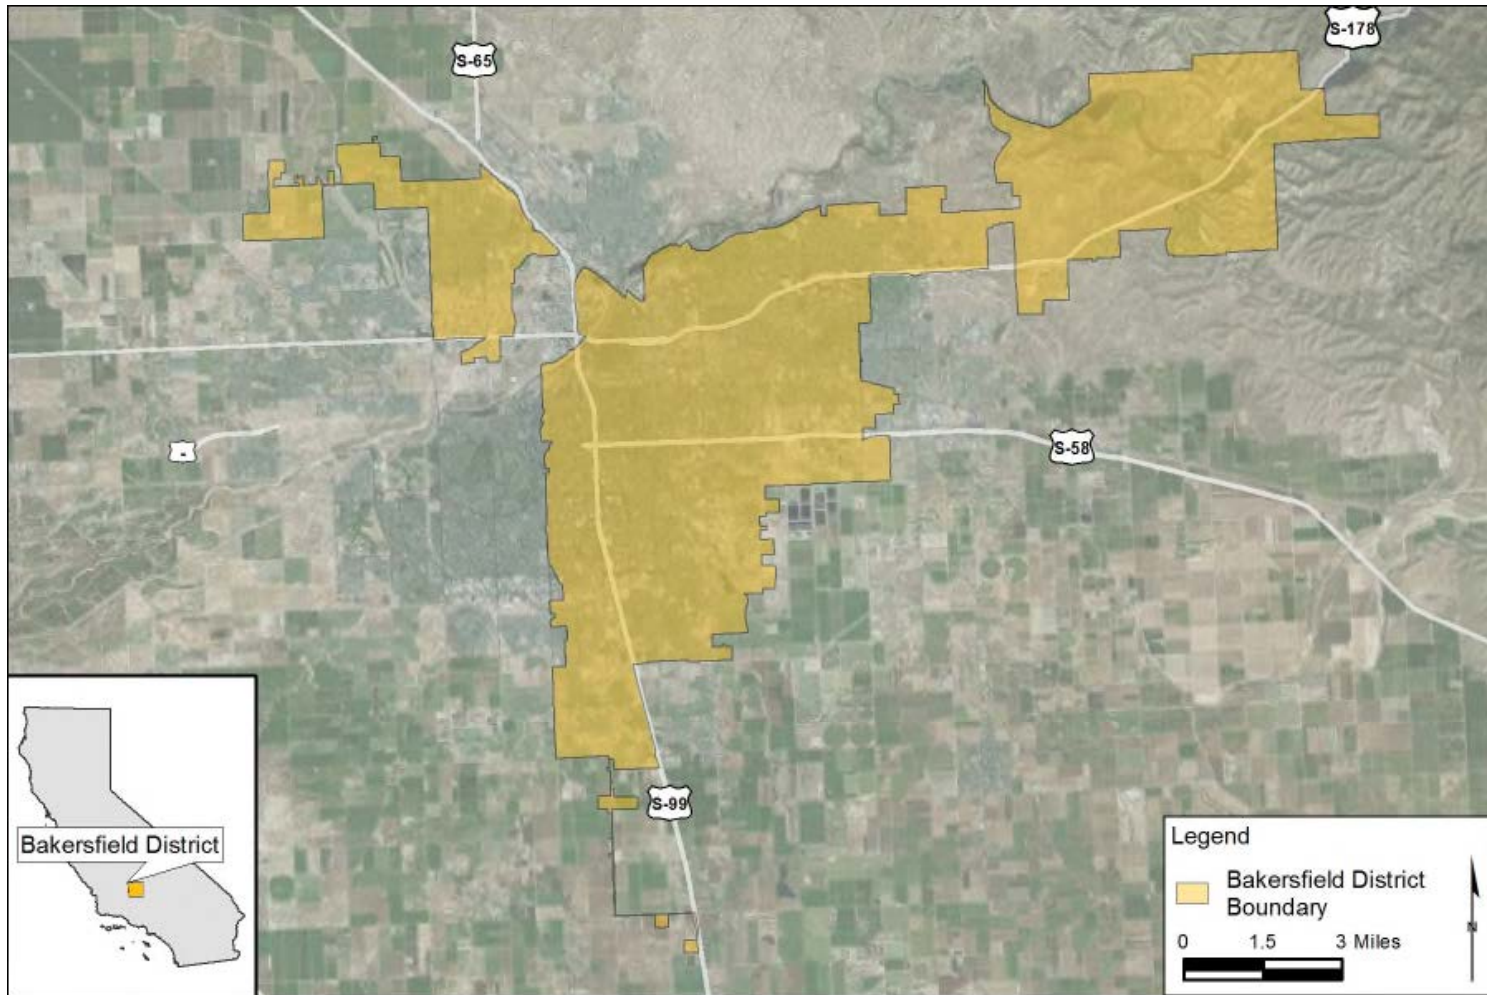 S-178
S-65
-
S-58
S-99
Bakersfield District
Legend
Bakersfield District
Boundary
0 1.5 3 Miles
N